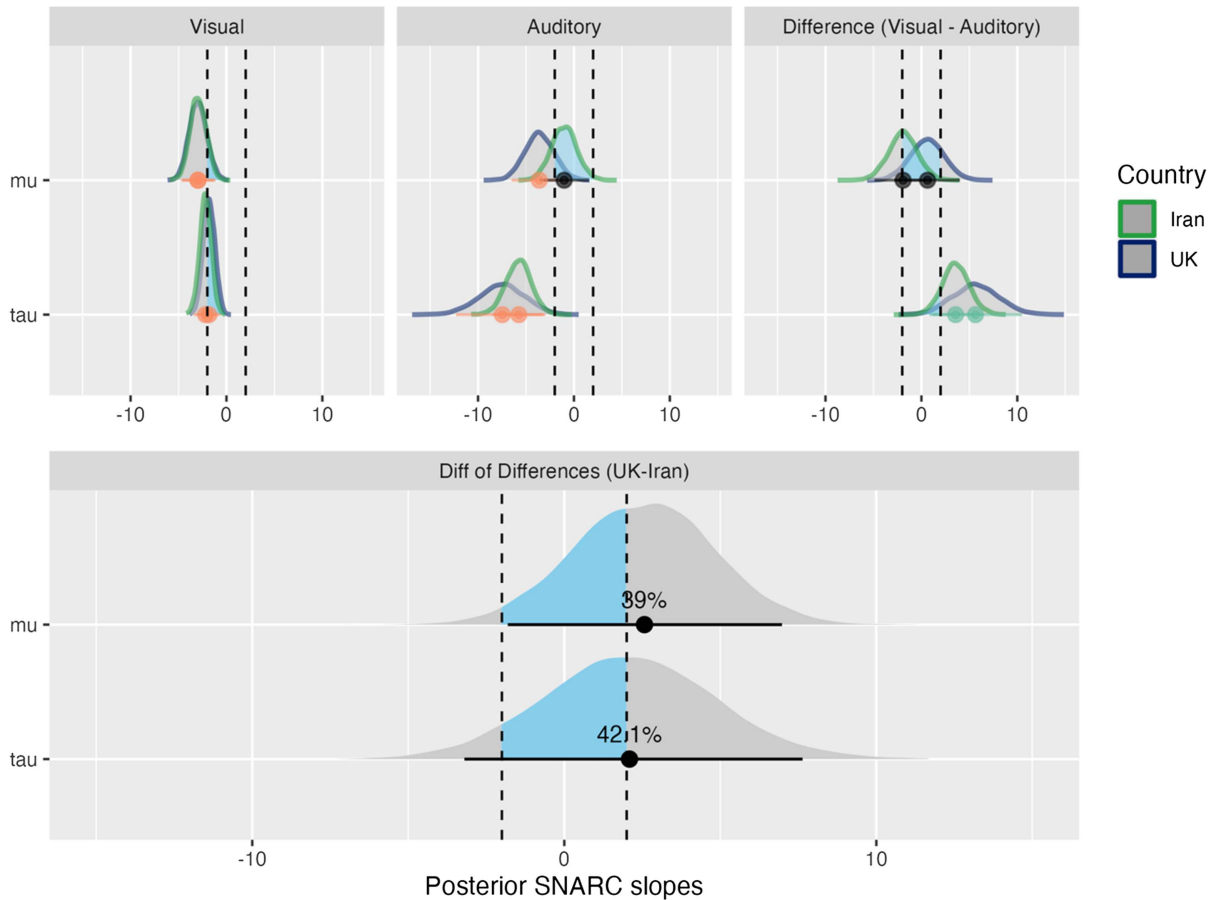 Visual
Auditory
Difference (Visual - Auditory)
mu
tau
-10 0 10
-10 0 10
-10 0 10
Country
Iran
UK
Diff of Differences (UK-Iran)
mu
39%
tau
42.1%
-10 0 10
Posterior SNARC slopes